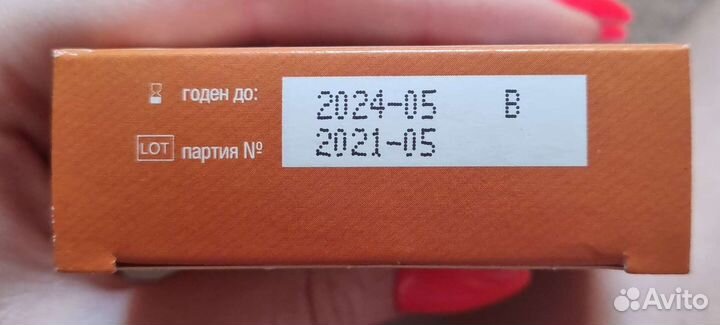 годен до: 2024-05 B
LOT партия № 2021-05
Avito